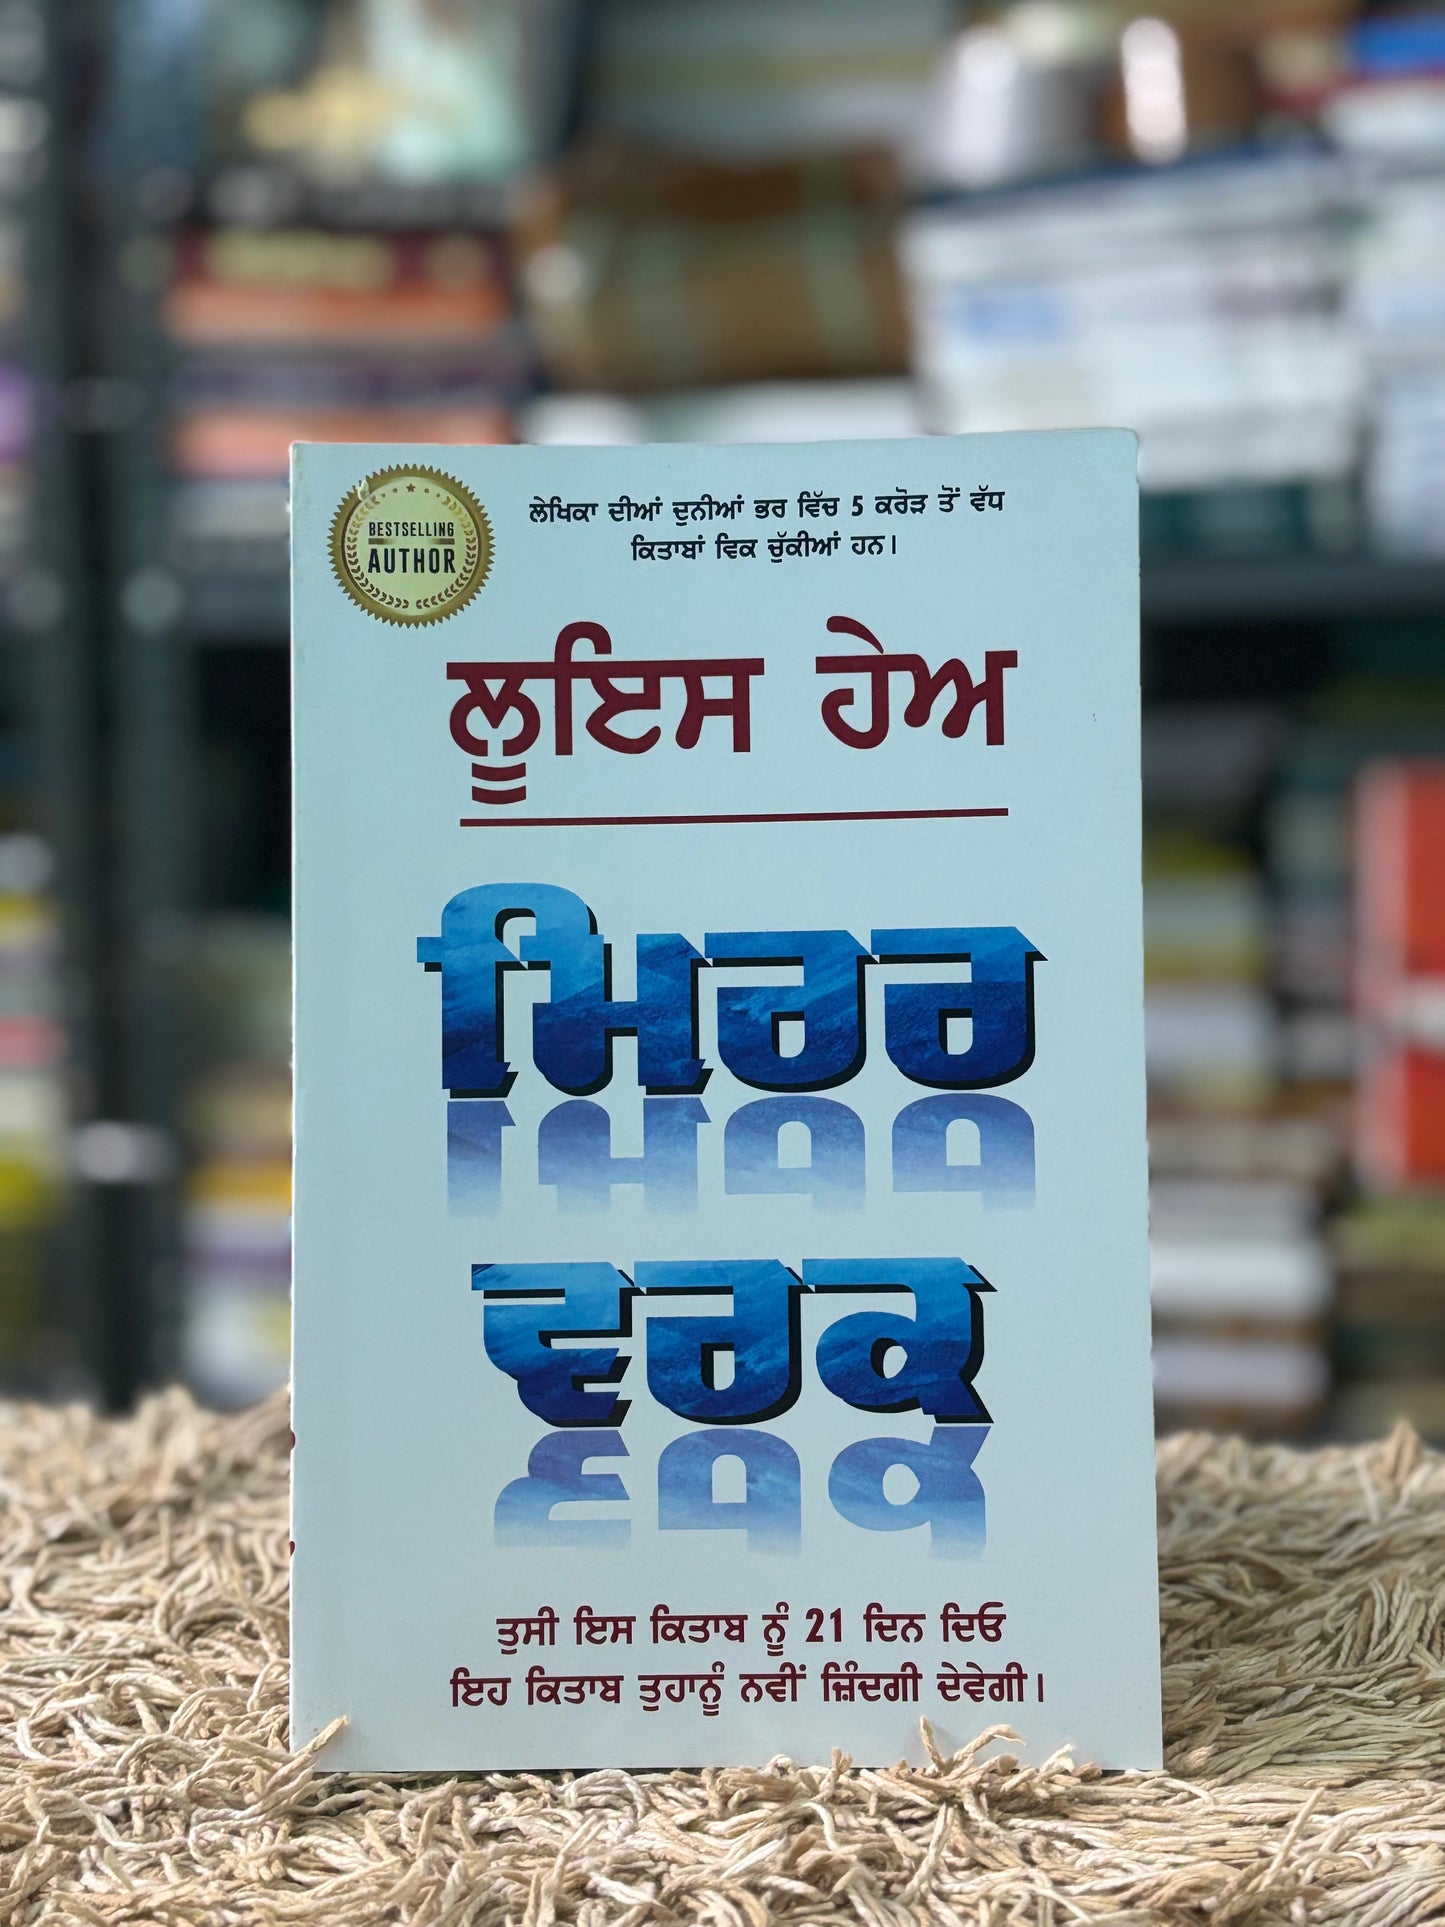 BESTSELLING
AUTHOR
ਲੇਖਿਕਾ ਦੀਆਂ ਦੁਨੀਆਂ ਭਰ ਵਿੱਚ 5 ਕਰੋੜ ਤੋਂ ਵੱਧ
ਕਿਤਾਬਾਂ ਵਿਕ ਚੁੱਕੀਆਂ ਹਨ।
ਲੂਇਸ ਹੇਅ
ਮਿਰਰ
ਵਰਕ
ਤੁਸੀ ਇਸ ਕਿਤਾਬ ਨੂੰ 21 ਦਿਨ ਦਿਓ
ਇਹ ਕਿਤਾਬ ਤੁਹਾਨੂੰ ਨਵੀਂ ਜ਼ਿੰਦਗੀ ਦੇਵੇਗੀ।